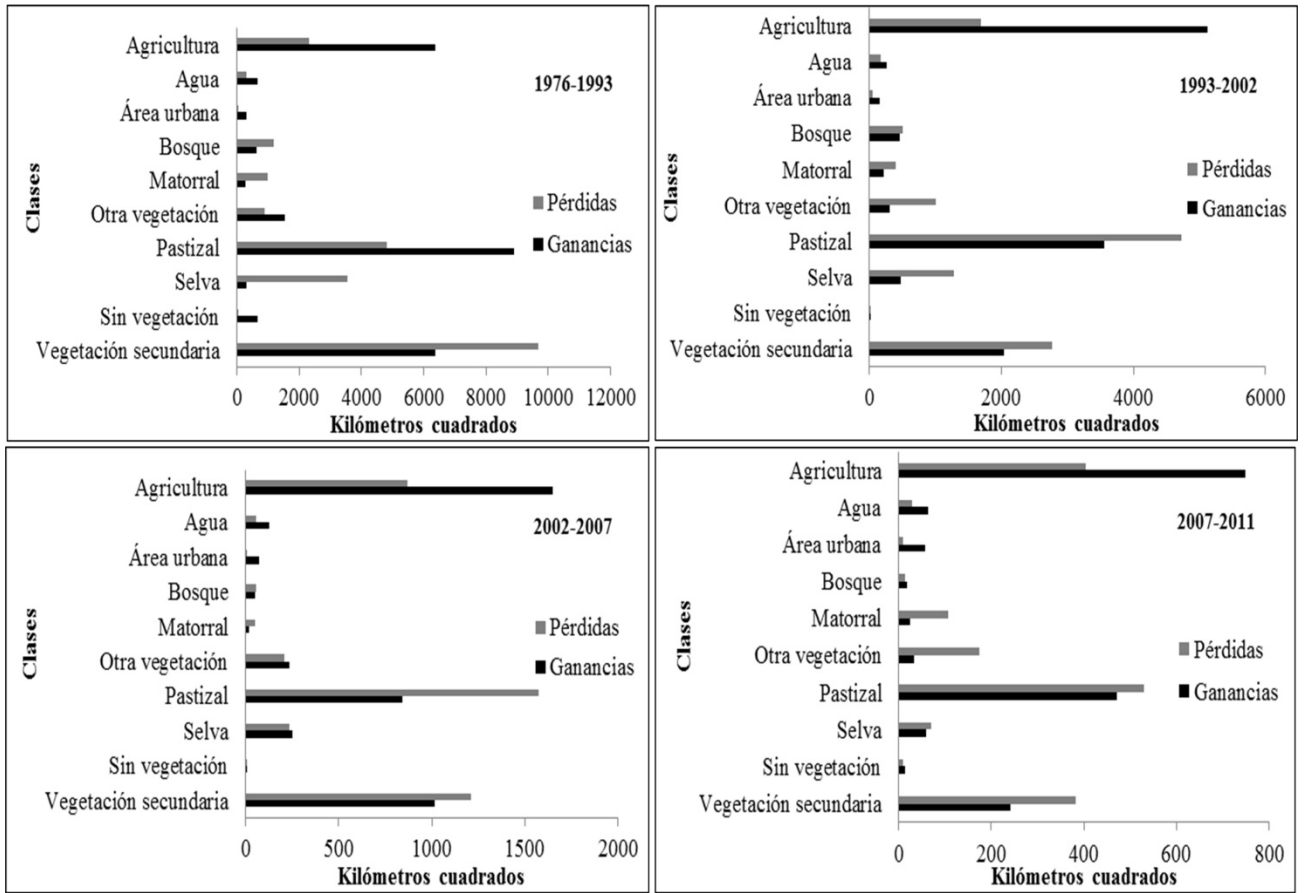 Clases
Agricultura
Agua
Área urbana
Bosque
Matorral
Otra vegetación
Pastizal
Selva
Sin vegetación
Vegetación secundaria
1976-1993
Pérdidas
Ganancias
0 2000 4000 6000 8000 10000 12000
Kilómetros cuadrados
Clases
Agricultura
Agua
Área urbana
Bosque
Matorral
Otra vegetación
Pastizal
Selva
Sin vegetación
Vegetación secundaria
1993-2002
Pérdidas
Ganancias
0 2000 4000 6000
Kilómetros cuadrados
Clases
Agricultura
Agua
Área urbana
Bosque
Matorral
Otra vegetación
Pastizal
Selva
Sin vegetación
Vegetación secundaria
2002-2007
Pérdidas
Ganancias
0 500 1000 1500 2000
Kilómetros cuadrados
Clases
Agricultura
Agua
Área urbana
Bosque
Matorral
Otra vegetación
Pastizal
Selva
Sin vegetación
Vegetación secundaria
2007-2011
Pérdidas
Ganancias
0 200 400 600 800
Kilómetros cuadrados